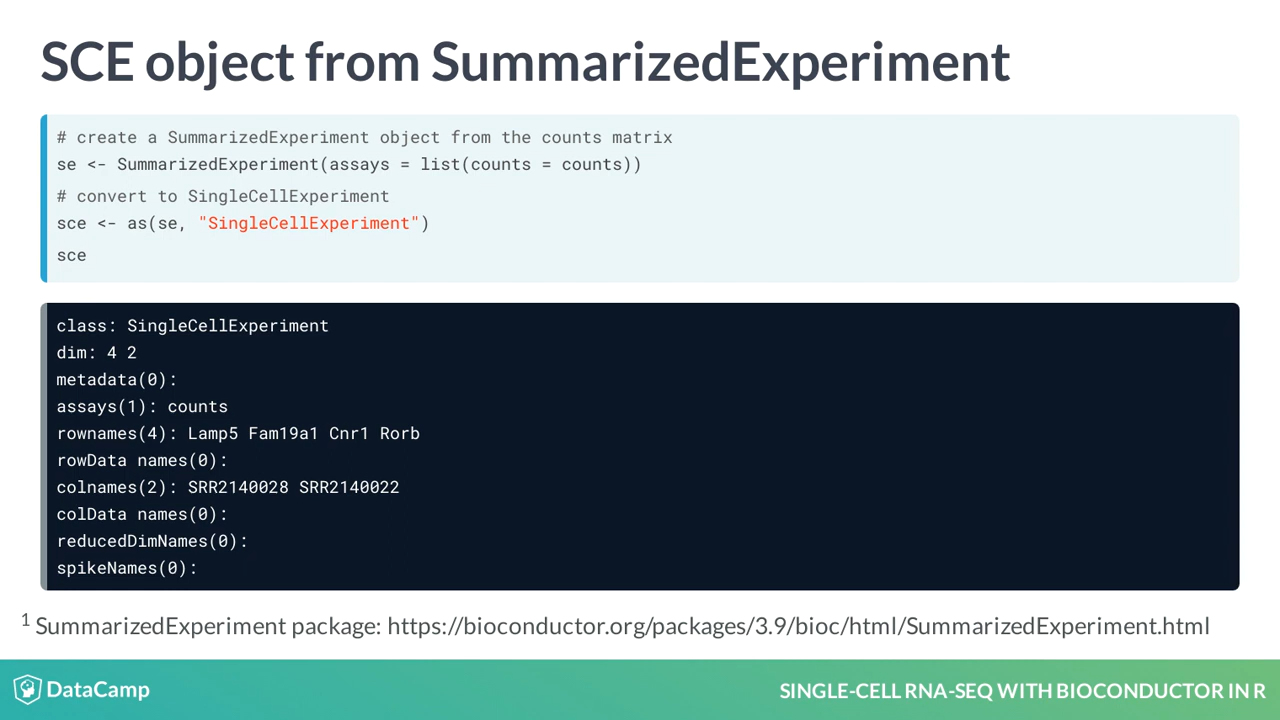 SCE object from SummarizedExperiment
# create a SummarizedExperiment object from the counts matrix
se <- SummarizedExperiment(assays = list(counts = counts))
# convert to SingleCellExperiment
sce <- as(se, "SingleCellExperiment")
sce
class: SingleCellExperiment
dim: 4 2
metadata(0):
assays(1): counts
rownames(4): Lamp5 Fam19a1 Cnr1 Rorb
rowData names(0):
colnames(2): SRR2140028 SRR2140022
colData names(0):
reducedDimNames(0):
spikeNames(0):
1 SummarizedExperiment package: https://bioconductor.org/packages/3.9/bioc/html/SummarizedExperiment.html
DataCamp
SINGLE-CELL RNA-SEQ WITH BIOCONDUCTOR IN R